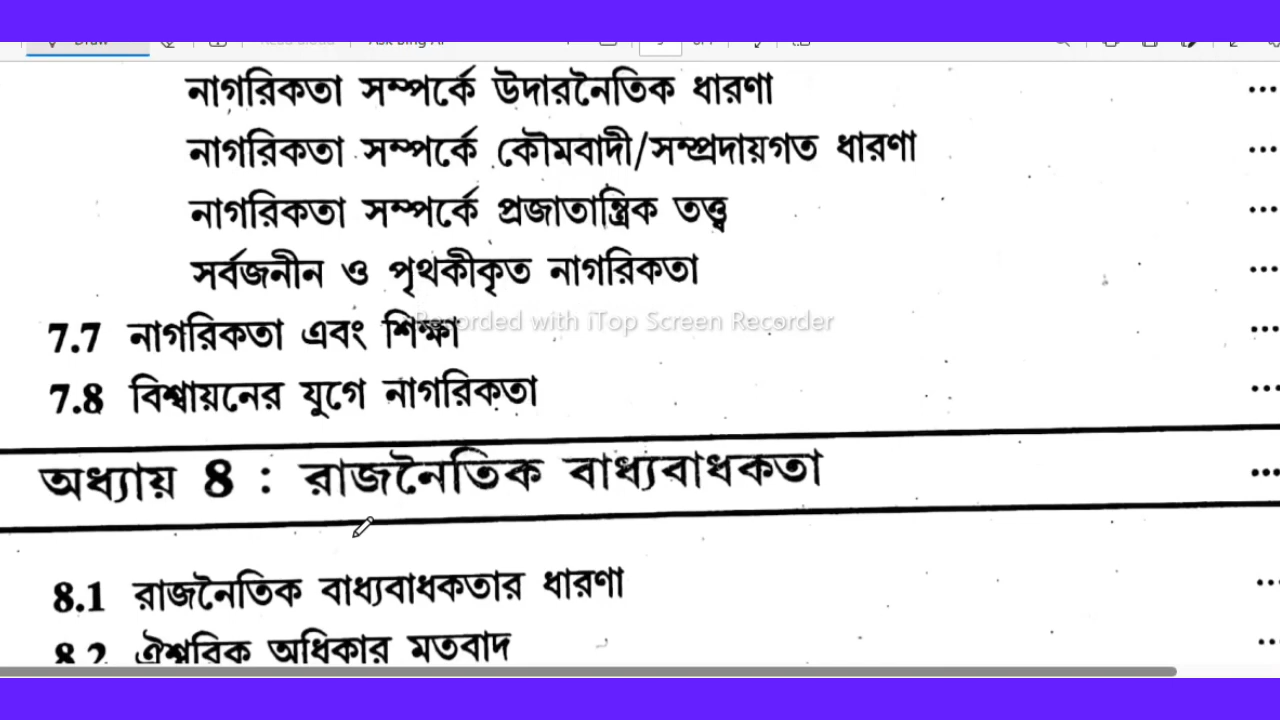 নাগরিকতা সম্পর্কে উদারনৈতিক ধারণা ...
নাগরিকতা সম্পর্কে কৌমবাদী/সম্প্রদায়গত ধারণা ...
নাগরিকতা সম্পর্কে প্রজাতান্ত্রিক তত্ত্ব ...
সর্বজনীন ও পৃথকীকৃত নাগরিকতা ...
Recorded with iTop Screen Recorder
7.7 নাগরিকতা এবং শিক্ষা ...
7.8 বিশ্বায়নের যুগে নাগরিকতা ...
অধ্যায় 8 : রাজনৈতিক বাধ্যবাধকতা ...
8.1 রাজনৈতিক বাধ্যবাধকতার ধারণা ...
8.2 ঐশ্বরিক অধিকার মতবাদ ...